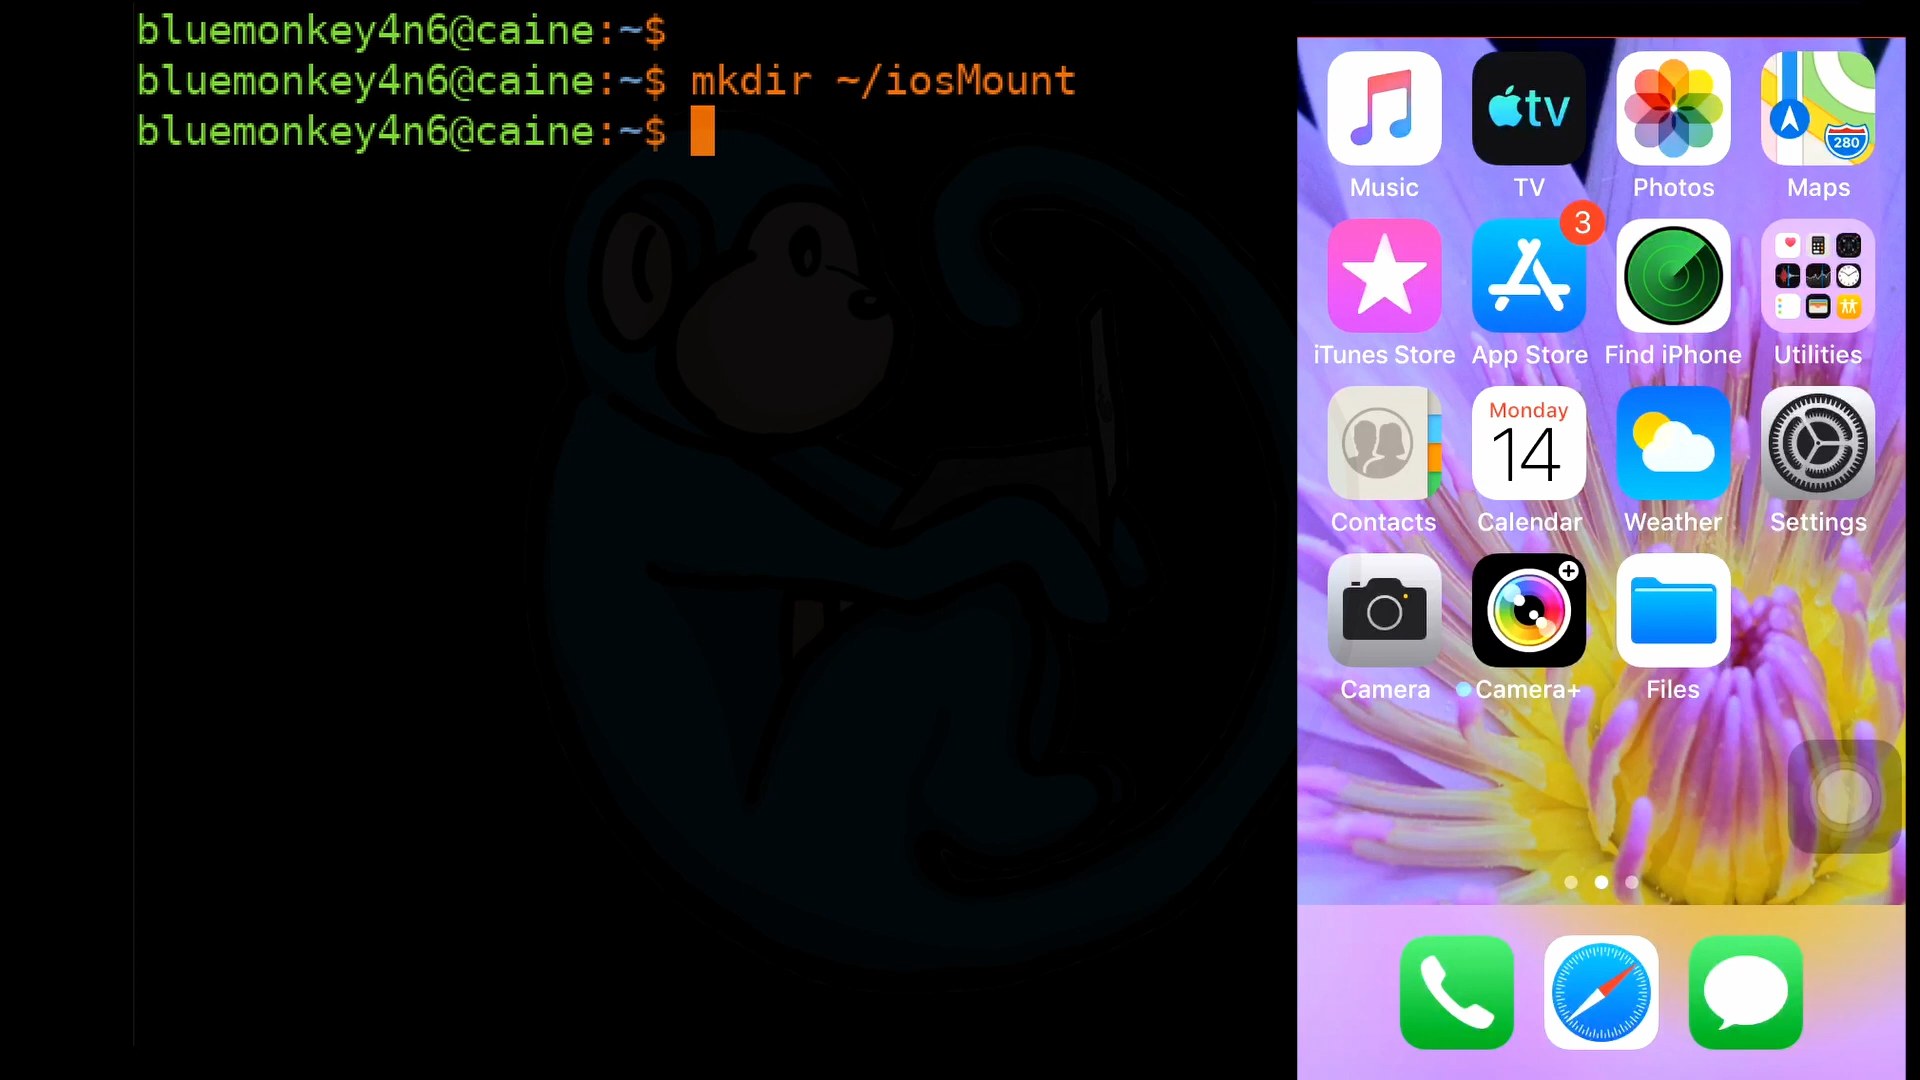 bluemonkey4n6@caine:~$
bluemonkey4n6@caine:~$ mkdir ~/iosMount
bluemonkey4n6@caine:~$
tv
280
Music TV Photos Maps
3
iTunes Store App Store Find iPhone Utilities
Monday
14
Contacts Calendar Weather Settings
Camera Camera+ Files